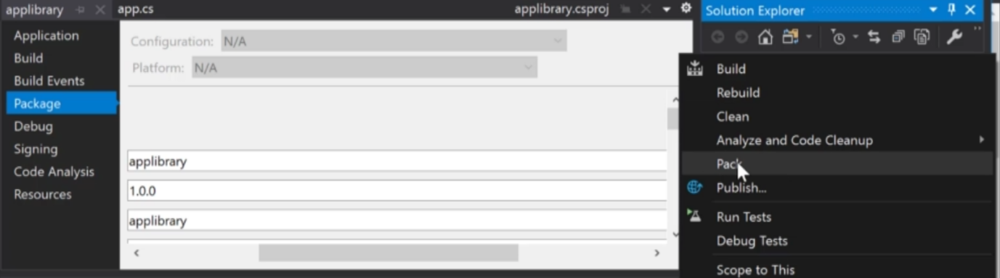 applibrary
app.cs
applibrary.csproj
Application
Build
Build Events
Package
Debug
Signing
Code Analysis
Resources
Configuration: N/A
Platform: N/A
applibrary
1.0.0
applibrary
Solution Explorer
Build
Rebuild
Clean
Analyze and Code Cleanup
Pack
Publish...
Run Tests
Debug Tests
Scope to This